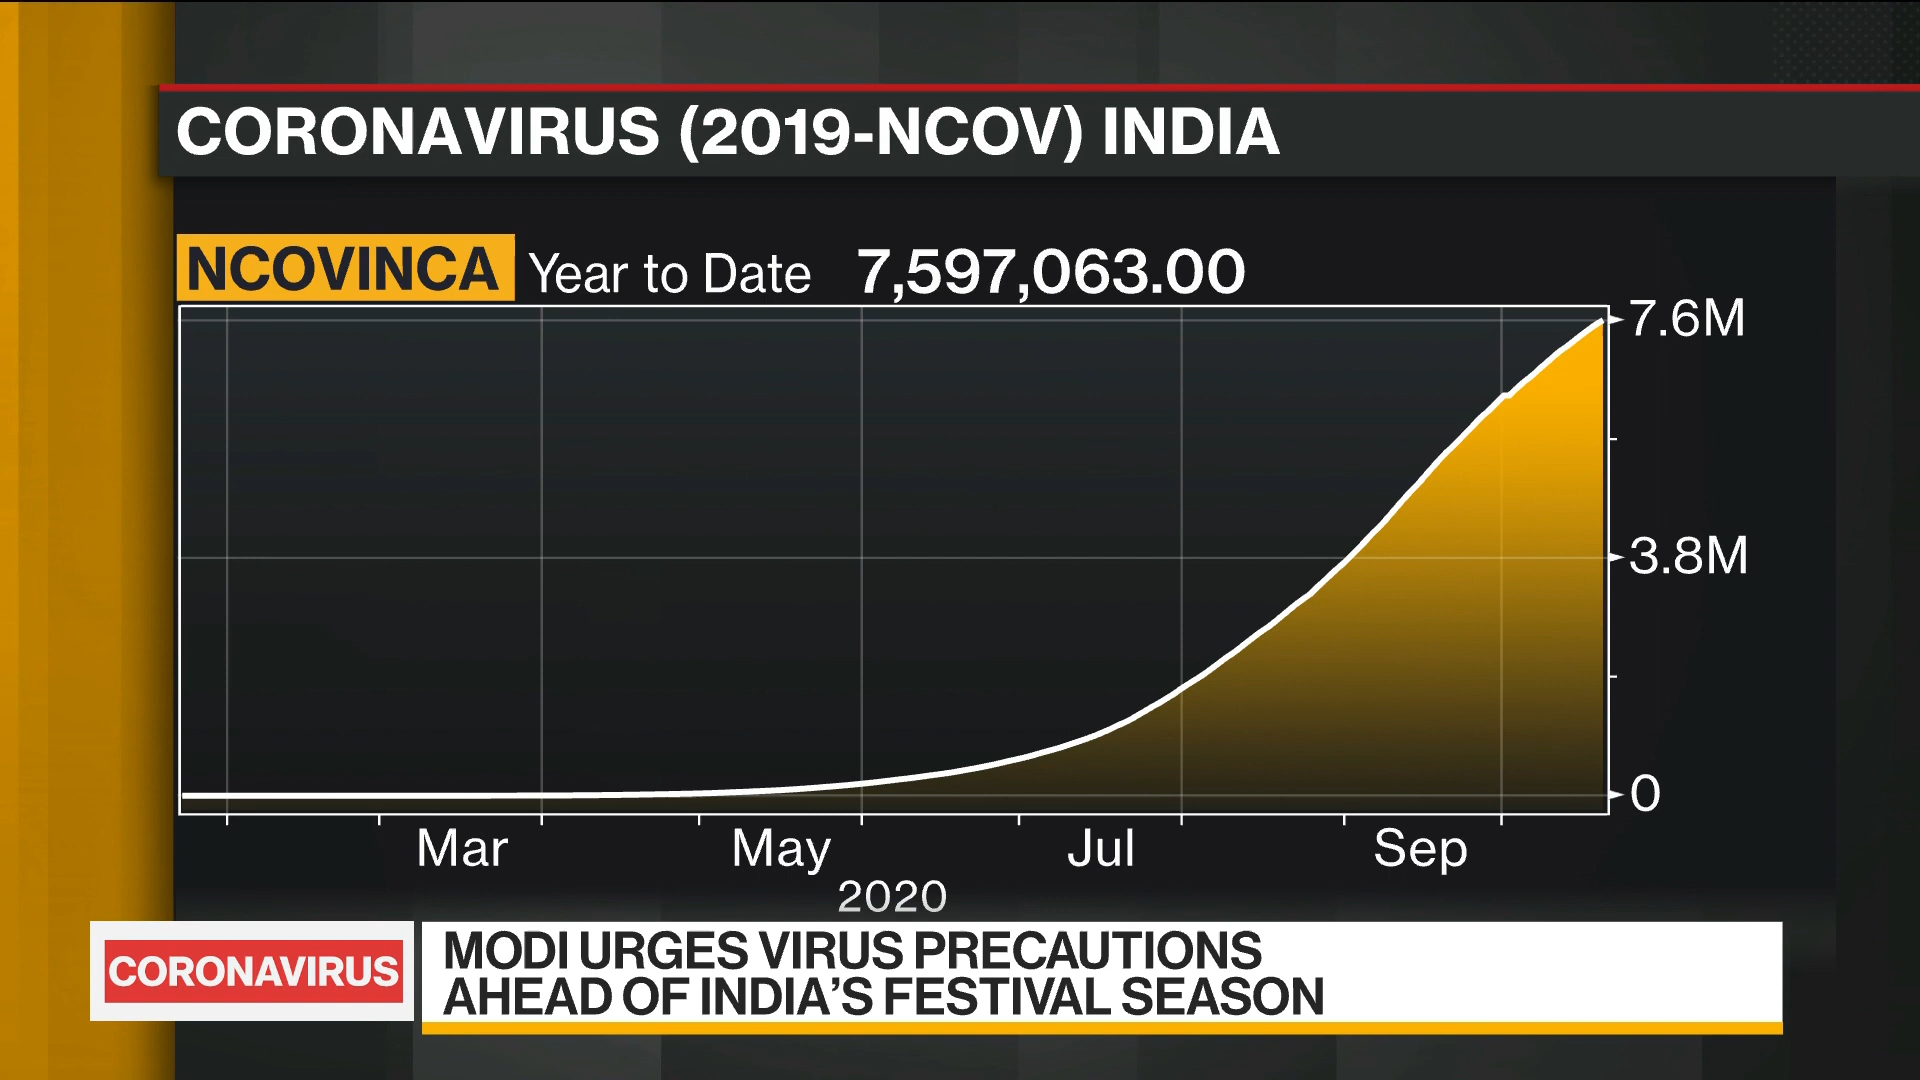 CORONAVIRUS (2019-NCOV) INDIA
NCOVINCA Year to Date 7,597,063.00
7.6M
3.8M
0
Mar May Jul Sep
2020
CORONAVIRUS
MODI URGES VIRUS PRECAUTIONS
AHEAD OF INDIA'S FESTIVAL SEASON